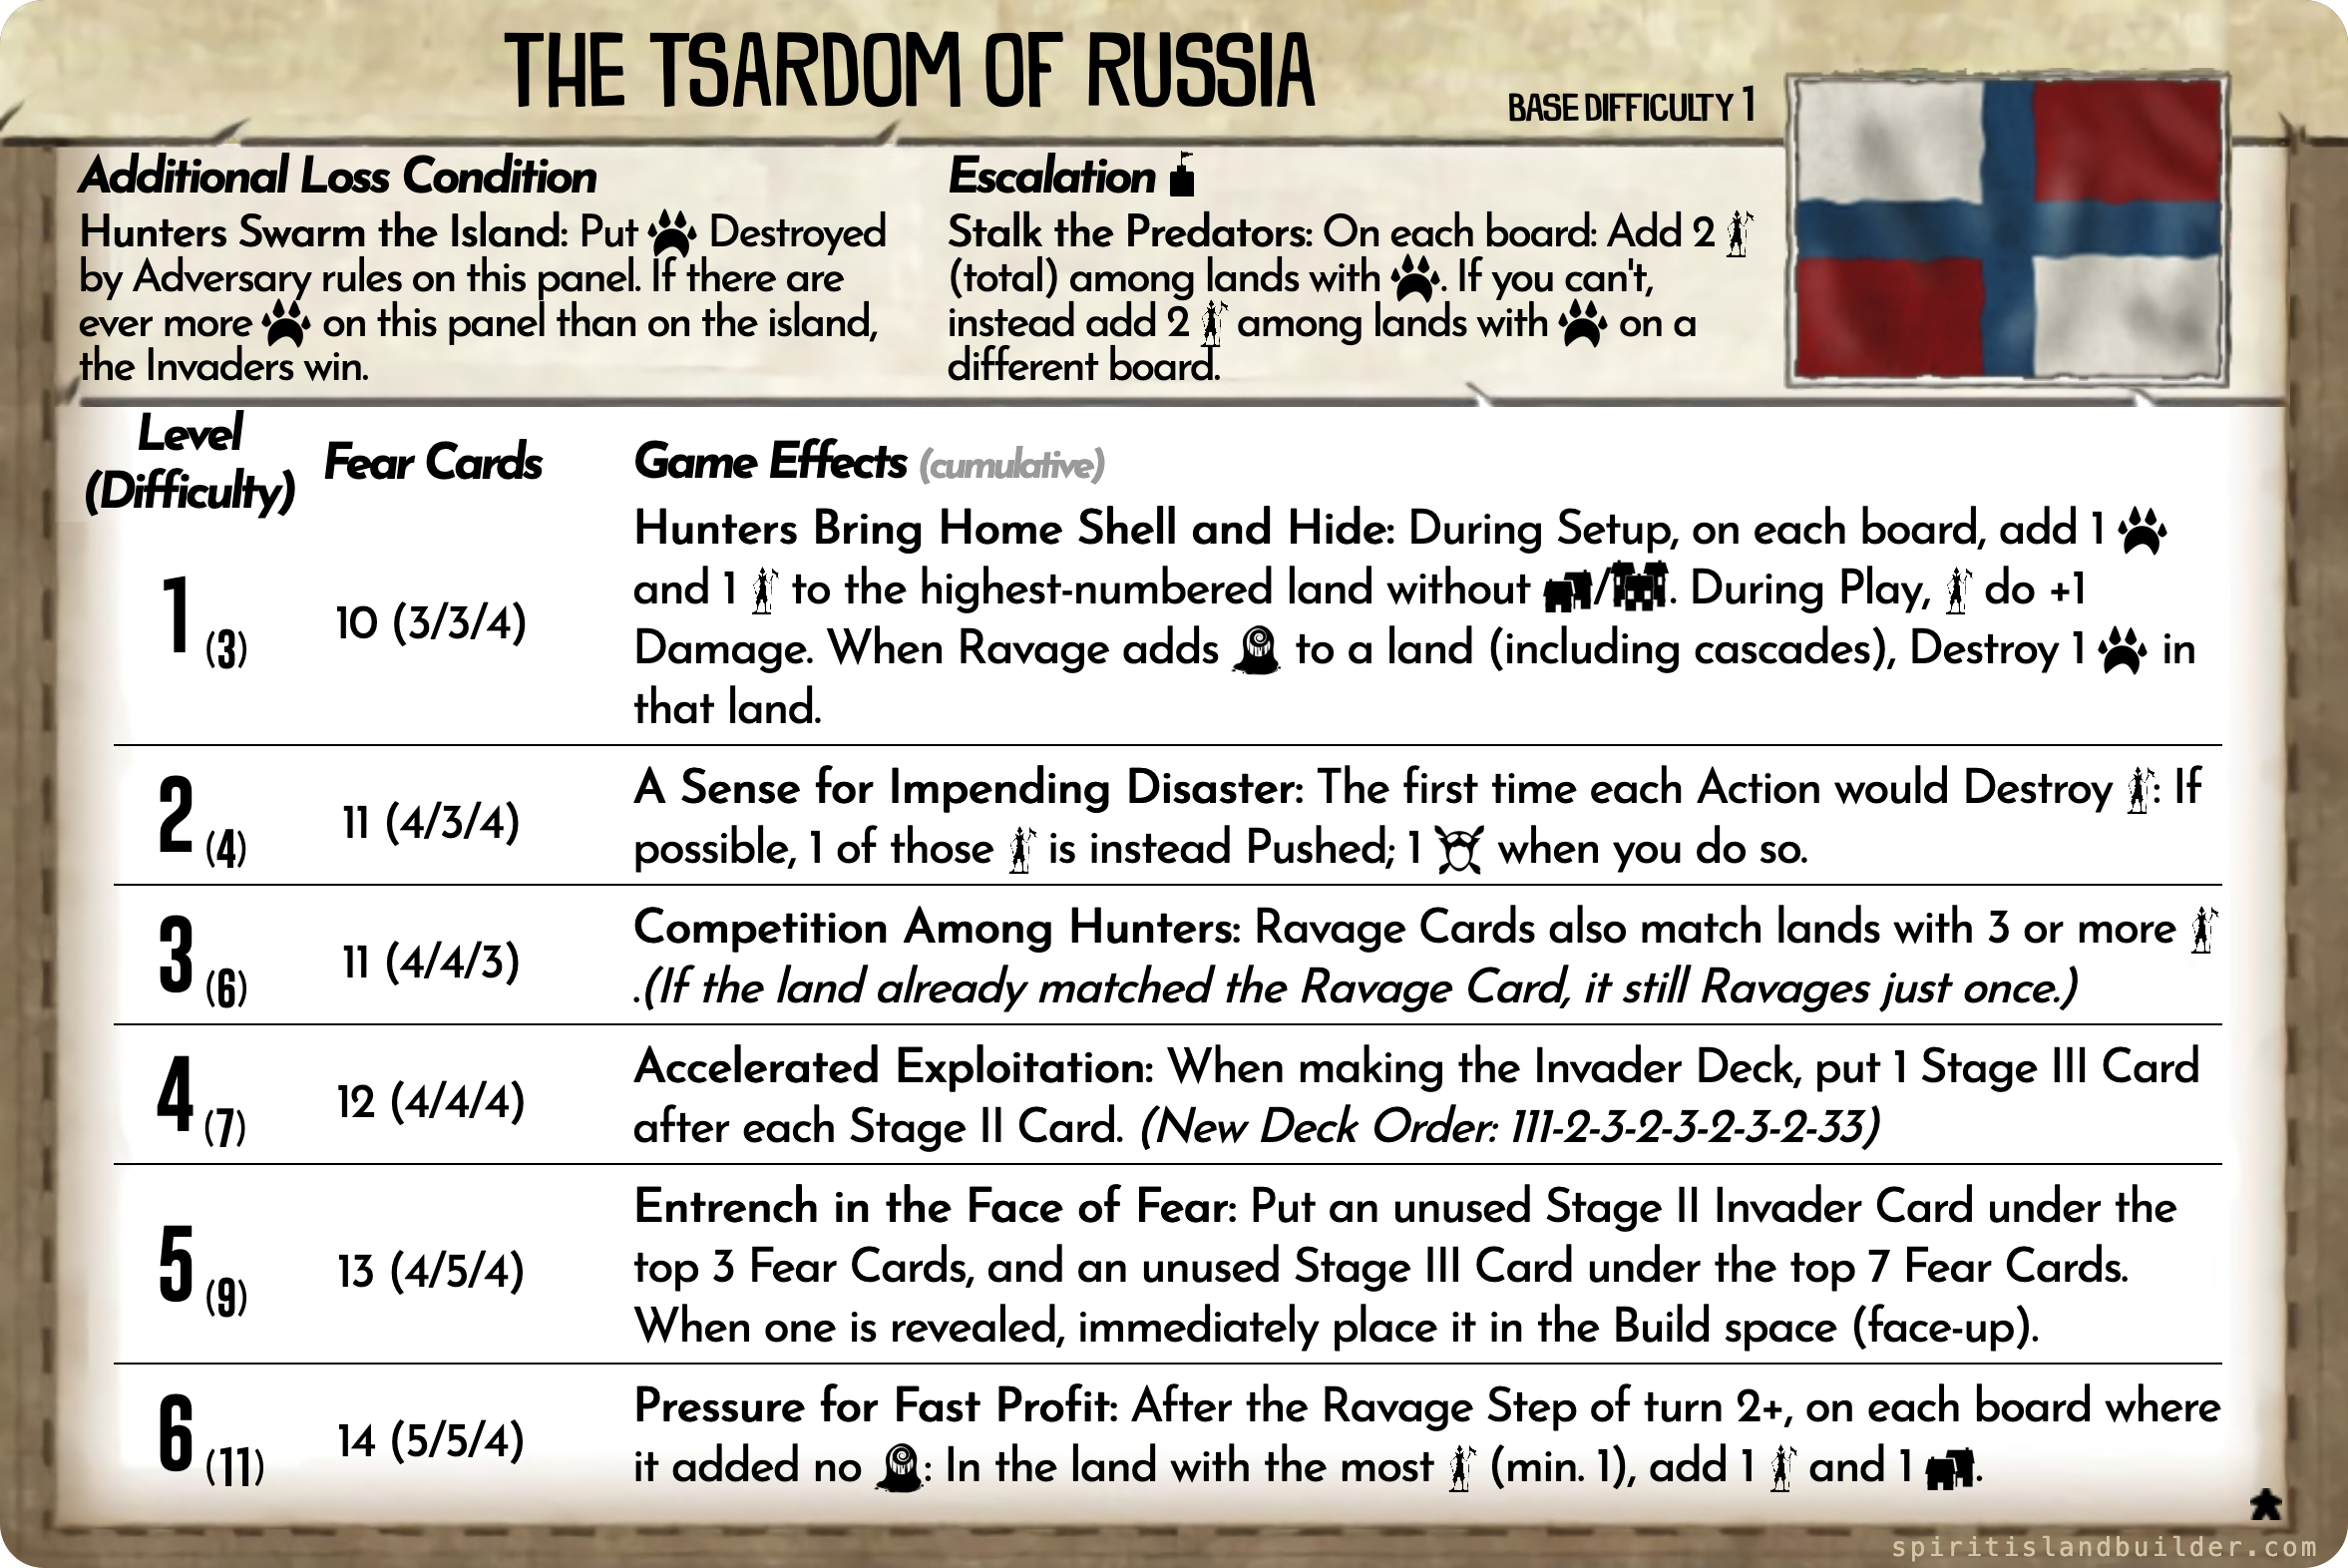 THE TSARDOM OF RUSSIA
BASE DIFFICULTY 1
Additional Loss Condition
Hunters Swarm the Island: Put Destroyed
by Adversary rules on this panel. If there are
ever more on this panel than on the island,
the Invaders win.
Escalation
Stalk the Predators: On each board: Add 2
(total) among lands with . If you can't,
instead add 2 among lands with on a
different board.
Level
(Difficulty)
Fear Cards
Game Effects (cumulative)
1 (3)
10 (3/3/4)
Hunters Bring Home Shell and Hide: During Setup, on each board, add 1
and 1 to the highest-numbered land without / . During Play, do +1
Damage. When Ravage adds to a land (including cascades), Destroy 1 in
that land.
2 (4)
11 (4/3/4)
A Sense for Impending Disaster: The first time each Action would Destroy : If
possible, 1 of those is instead Pushed; 1 when you do so.
3 (6)
11 (4/4/3)
Competition Among Hunters: Ravage Cards also match lands with 3 or more
.(If the land already matched the Ravage Card, it still Ravages just once.)
4 (7)
12 (4/4/4)
Accelerated Exploitation: When making the Invader Deck, put 1 Stage III Card
after each Stage II Card. (New Deck Order: 111-2-3-2-3-2-3-2-33)
5 (9)
13 (4/5/4)
Entrench in the Face of Fear: Put an unused Stage II Invader Card under the
top 3 Fear Cards, and an unused Stage III Card under the top 7 Fear Cards.
When one is revealed, immediately place it in the Build space (face-up).
6 (11)
14 (5/5/4)
Pressure for Fast Profit: After the Ravage Step of turn 2+, on each board where
it added no : In the land with the most (min. 1), add 1 and 1 .
spiritislandbuilder.com